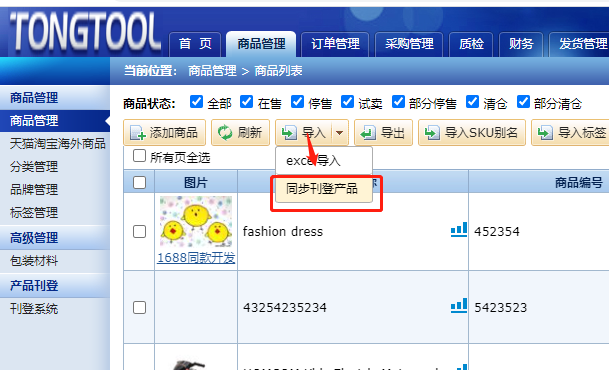 TONGTOOL
首 页
商品管理
订单管理
采购管理
质检
财务
发货管理
当前位置： 商品管理 > 商品列表
商品管理
商品管理
天猫淘宝海外商品
分类管理
品牌管理
标签管理
高级管理
包装材料
产品刊登
刊登系统
商品状态: 全部 在售 停售 试卖 部分停售 清仓 部分清仓
添加商品 刷新 导入 导出 导入SKU别名 导入标签
所有页全选
excel导入
同步刊登产品
图片 称 商品编号
1688同款开发
fashion dress 452354
43254235234 5423523